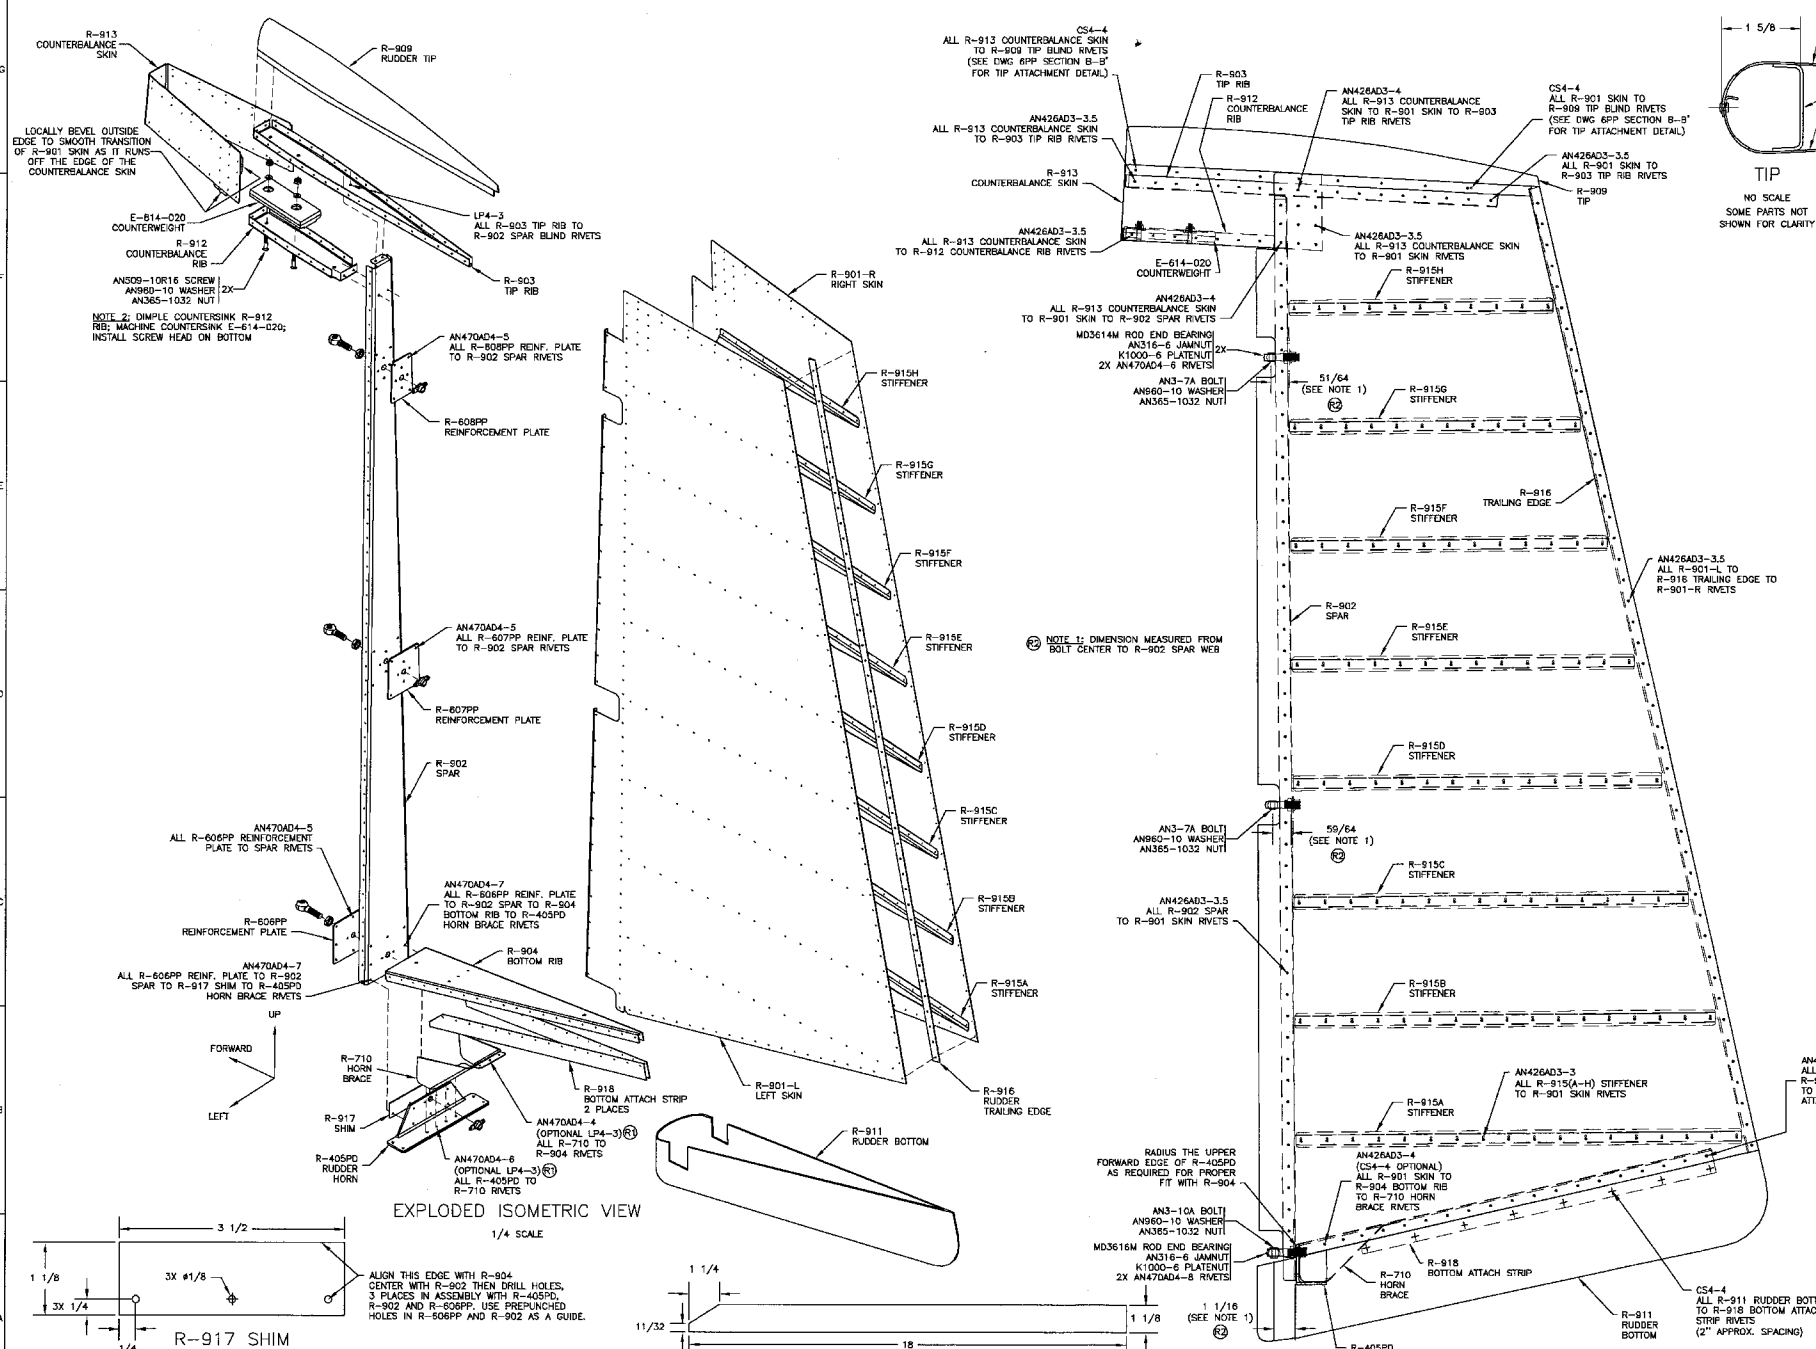 R-913
COUNTERBALANCE
SKIN
R-909
RUDDER TIP
LOCALLY BEVEL OUTSIDE
EDGE TO SMOOTH TRANSITION
OF R-901 SKIN AS IT RUNS
OFF THE EDGE OF THE
COUNTERBALANCE SKIN
E-614-020
COUNTERWEIGHT
R-912
COUNTERBALANCE
RIB
AN509-10R16 SCREW
AN960-10 WASHER
AN365-1032 NUT
2X
NOTE 2: DIMPLE COUNTERSINK R-912
RIB; MACHINE COUNTERSINK E-614-020;
INSTALL SCREW HEAD ON BOTTOM
LP4-3
ALL R-903 TIP RIB TO
R-902 SPAR BLIND RIVETS
R-903
TIP RIB
AN470AD4-5
ALL R-608PP REINF. PLATE
TO R-902 SPAR RIVETS
R-608PP
REINFORCEMENT PLATE
AN470AD4-5
ALL R-607PP REINF. PLATE
TO R-902 SPAR RIVETS
R-607PP
REINFORCEMENT PLATE
R-902
SPAR
AN470AD4-5
ALL R-606PP REINFORCEMENT
PLATE TO SPAR RIVETS
R-606PP
REINFORCEMENT PLATE
AN470AD4-7
ALL R-606PP REINF. PLATE
TO R-902 SPAR TO R-904
BOTTOM RIB TO R-405PD
HORN BRACE RIVETS
AN470AD4-7
ALL R-606PP REINF. PLATE TO R-902
SPAR TO R-917 SHIM TO R-405PD
HORN BRACE RIVETS
R-904
BOTTOM RIB
UP
FORWARD
LEFT
R-710
HORN
BRACE
R-917
SHIM
R-405PD
RUDDER
HORN
R-918
BOTTOM ATTACH STRIP
2 PLACES
AN470AD4-4
(OPTIONAL LP4-3) R1
ALL R-710 TO
R-904 RIVETS
AN470AD4-6
(OPTIONAL LP4-3) R1
ALL R-405PD TO
R-710 RIVETS
EXPLODED ISOMETRIC VIEW
1/4 SCALE
R-901-R
RIGHT SKIN
R-915H
STIFFENER
R-915G
STIFFENER
R-915F
STIFFENER
R-915E
STIFFENER
R-915D
STIFFENER
R-915C
STIFFENER
R-915B
STIFFENER
R-915A
STIFFENER
R-901-L
LEFT SKIN
R-916
RUDDER
TRAILING EDGE
R-911
RUDDER BOTTOM
3 1/2
1 1/8
3X 1/4
3X ø1/8
1/4
ALIGN THIS EDGE WITH R-904
CENTER WITH R-902 THEN DRILL HOLES,
3 PLACES IN ASSEMBLY WITH R-405PD,
R-902 AND R-606PP. USE PREPUNCHED
HOLES IN R-606PP AND R-902 AS A GUIDE.
R-917 SHIM
1 1/4
11/32
18
1 1/8
CS4-4
ALL R-913 COUNTERBALANCE SKIN
TO R-909 TIP BLIND RIVETS
(SEE DWG 6PP SECTION B-B'
FOR TIP ATTACHMENT DETAIL)
R-903
TIP RIB
R-912
COUNTERBALANCE
RIB
AN426AD3-4
ALL R-913 COUNTERBALANCE
SKIN TO R-901 SKIN TO R-903
TIP RIB RIVETS
CS4-4
ALL R-901 SKIN TO
R-909 TIP BLIND RIVETS
(SEE DWG 6PP SECTION B-B'
FOR TIP ATTACHMENT DETAIL)
AN426AD3-3.5
ALL R-913 COUNTERBALANCE SKIN
TO R-903 TIP RIB RIVETS
AN426AD3-3.5
ALL R-901 SKIN TO
R-903 TIP RIB RIVETS
R-913
COUNTERBALANCE SKIN
R-909
TIP
AN426AD3-3.5
ALL R-913 COUNTERBALANCE SKIN
TO R-912 COUNTERBALANCE RIB RIVETS
E-614-020
COUNTERWEIGHT
AN426AD3-3.5
ALL R-913 COUNTERBALANCE SKIN
TO R-901 SKIN RIVETS
AN426AD3-4
ALL R-913 COUNTERBALANCE SKIN
TO R-901 SKIN TO R-902 SPAR RIVETS
MD3614M ROD END BEARING
AN316-6 JAMNUT
K1000-6 PLATENUT
2X AN470AD4-6 RIVETS
2X
AN3-7A BOLT
AN960-10 WASHER
AN365-1032 NUT
51/64
(SEE NOTE 1)
R2
R-915H
STIFFENER
R-915G
STIFFENER
R-916
TRAILING EDGE
R-915F
STIFFENER
AN426AD3-3.5
ALL R-901-L TO
R-916 TRAILING EDGE TO
R-901-R RIVETS
R-902
SPAR
R2 NOTE 1: DIMENSION MEASURED FROM
BOLT CENTER TO R-902 SPAR WEB
R-915E
STIFFENER
R-915D
STIFFENER
AN3-7A BOLT
AN960-10 WASHER
AN365-1032 NUT
59/64
(SEE NOTE 1)
R2
R-915C
STIFFENER
AN426AD3-3.5
ALL R-902 SPAR
TO R-901 SKIN RIVETS
R-915B
STIFFENER
AN426AD3-3
ALL R-915(A-H) STIFFENER
TO R-901 SKIN RIVETS
R-915A
STIFFENER
RADIUS THE UPPER
FORWARD EDGE OF R-405PD
AS REQUIRED FOR PROPER
FIT WITH R-904
AN426AD3-4
(CS4-4 OPTIONAL)
ALL R-901 SKIN TO
R-904 BOTTOM RIB
TO R-710 HORN
BRACE RIVETS
AN3-10A BOLT
AN960-10 WASHER
AN365-1032 NUT
MD3616M ROD END BEARING
AN316-6 JAMNUT
K1000-6 PLATENUT
2X AN470AD4-8 RIVETS
1 1/16
(SEE NOTE 1)
R2
R-918
BOTTOM ATTACH STRIP
R-710
HORN
BRACE
R-405PD
R-911
RUDDER
BOTTOM
CS4-4
ALL R-911 RUDDER BOTT
TO R-918 BOTTOM ATTAC
STRIP RIVETS
(2" APPROX. SPACING)
1 5/8
TIP
NO SCALE
SOME PARTS NOT
SHOWN FOR CLARITY